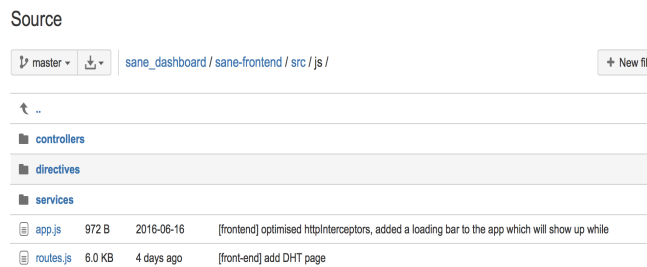 Source
master
sane_dashboard / sane-frontend / src / js /
+ New
..
controllers
directives
services
app.js 972 B 2016-06-16 [frontend] optimised httpInterceptors, added a loading bar to the app which will show up while
routes.js 6.0 KB 4 days ago [front-end] add DHT page